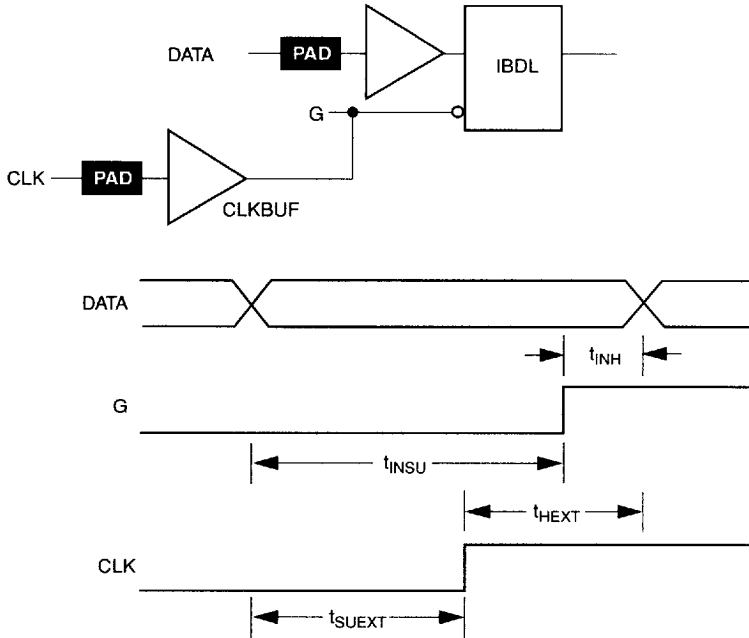 DATA
PAD
IBDL
G
CLK
PAD
CLKBUF
DATA
tINH
G
tINSU
tHEXT
CLK
tSUEXT